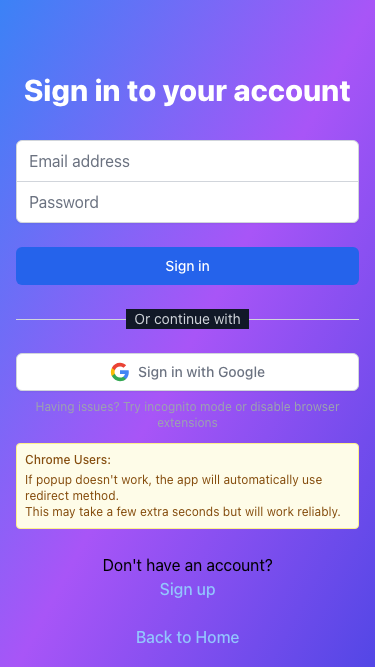 Sign in to your account
Email address
Password
Sign in
Or continue with
Sign in with Google
Having issues? Try incognito mode or disable browser
extensions
Chrome Users:
If popup doesn't work, the app will automatically use
redirect method.
This may take a few extra seconds but will work reliably.
Don't have an account?
Sign up
Back to Home